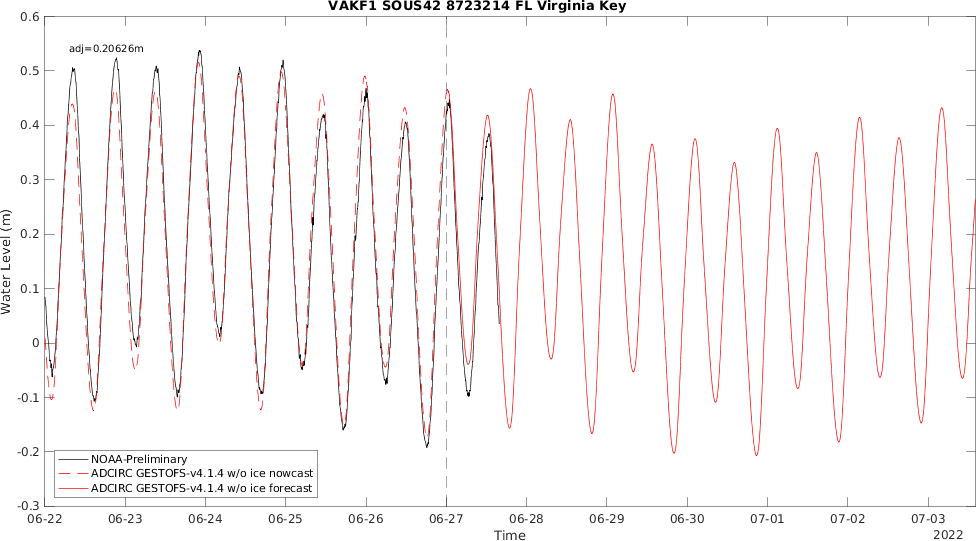 VAKF1 SOUS42 8723214 FL Virginia Key
0.6
adj=0.20626m
0.5
0.4
0.3
0.2
0.1
0
-0.1
-0.2
-0.3
Water Level (m)
NOAA-Preliminary
ADCIRC GESTOFS-v4.1.4 w/o ice nowcast
ADCIRC GESTOFS-v4.1.4 w/o ice forecast
06-22 06-23 06-24 06-25 06-26 06-27 06-28 06-29 06-30 07-01 07-02 07-03
Time
2022